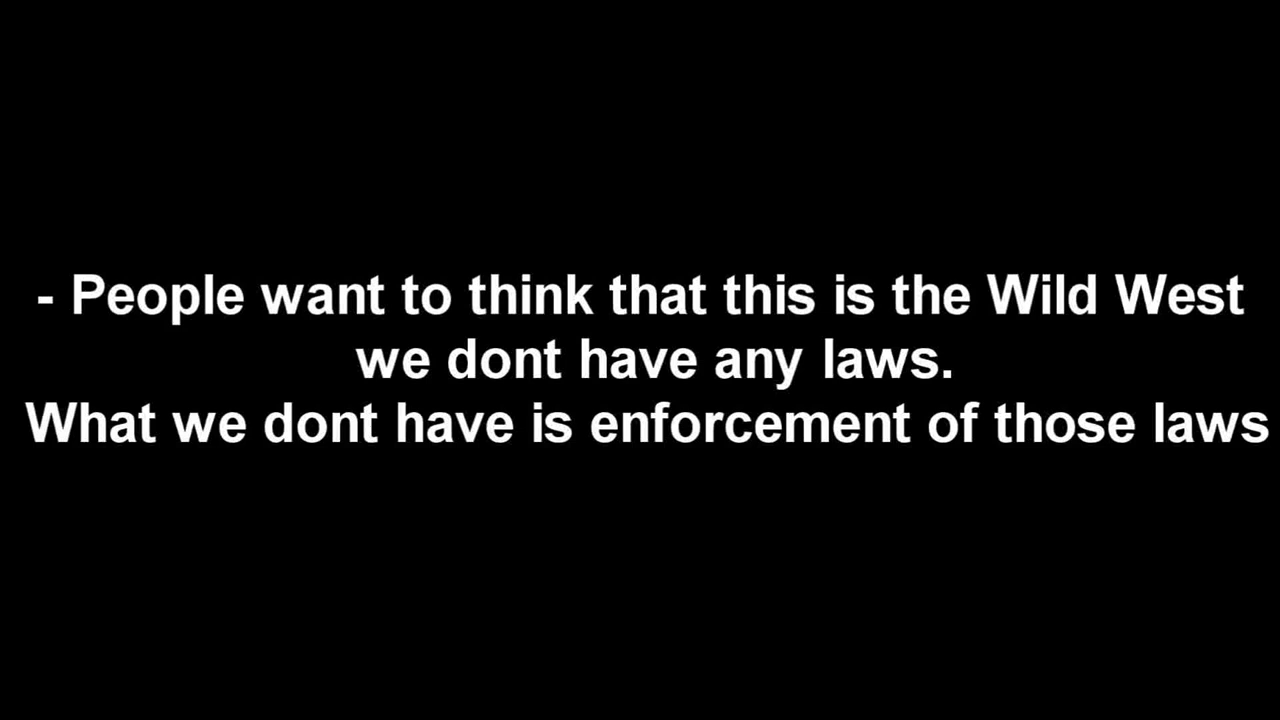 - People want to think that this is the Wild West
we dont have any laws.
What we dont have is enforcement of those laws